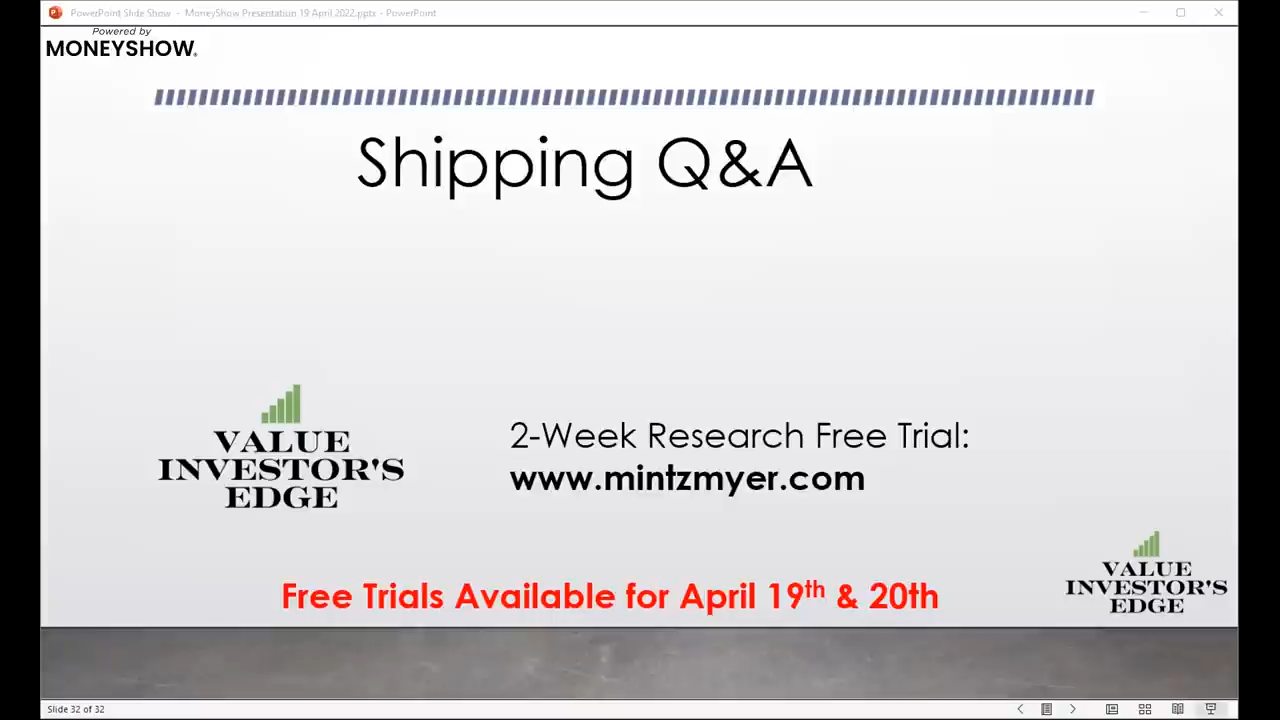 PowerPoint Slide Show - MoneyShow Presentation 19 April 2022.pptx - PowerPoint
Powered by
MONEYSHOW®
Shipping Q&A
VALUE
INVESTOR'S
EDGE
2-Week Research Free Trial:
www.mintzmyer.com
Free Trials Available for April 19th & 20th
VALUE
INVESTOR'S
EDGE
Slide 32 of 32